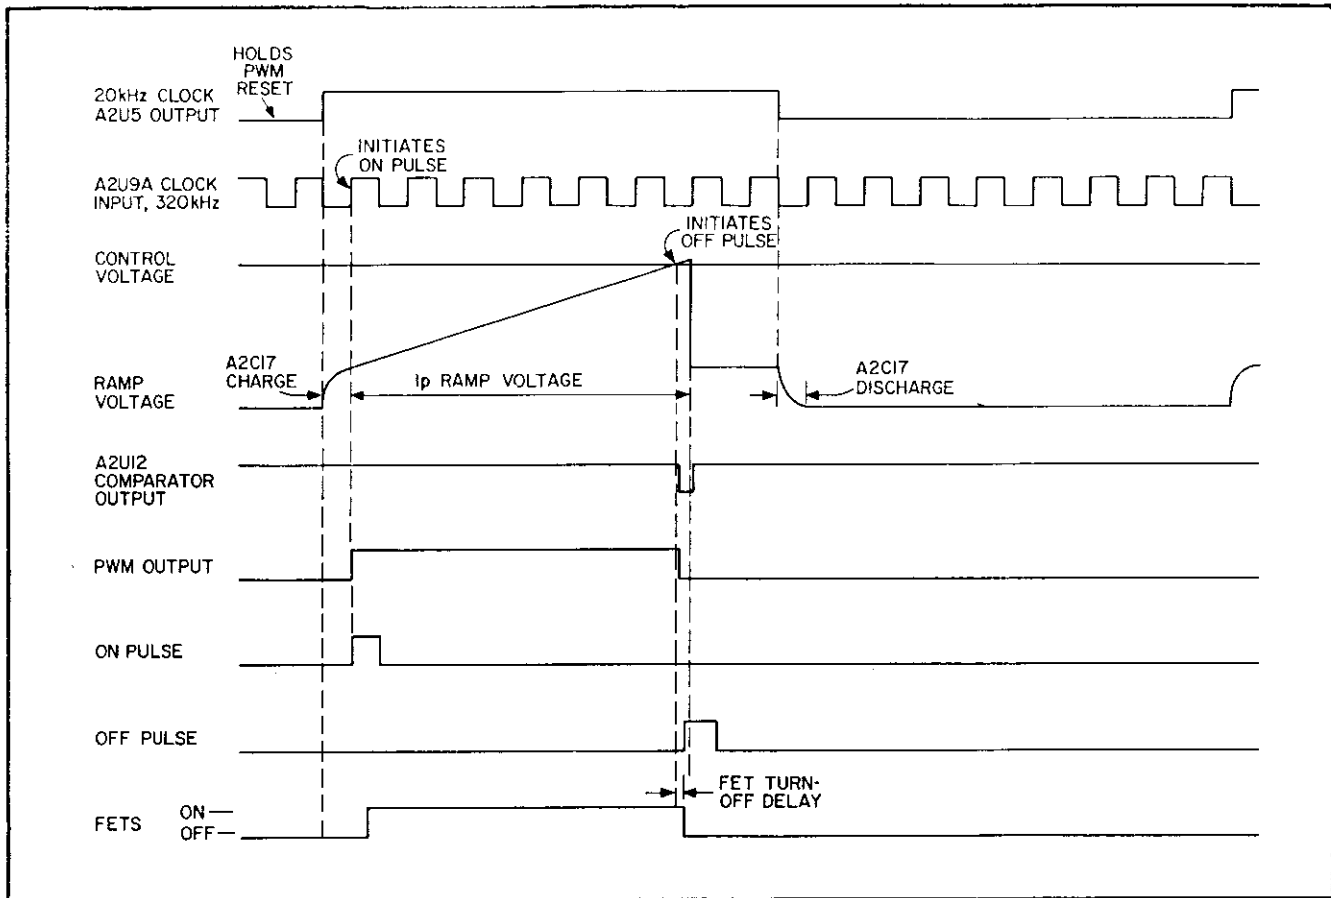 HOLDS
PWM
RESET
20kHz CLOCK
A2U5 OUTPUT
INITIATES
ON PULSE
A2U9A CLOCK
INPUT, 320kHz
INITIATES
OFF PULSE
CONTROL
VOLTAGE
A2C17
CHARGE
Ip RAMP VOLTAGE
A2C17
DISCHARGE
RAMP
VOLTAGE
A2U12
COMPARATOR
OUTPUT
PWM OUTPUT
ON PULSE
OFF PULSE
FET TURN-
OFF DELAY
FETS
ON
OFF